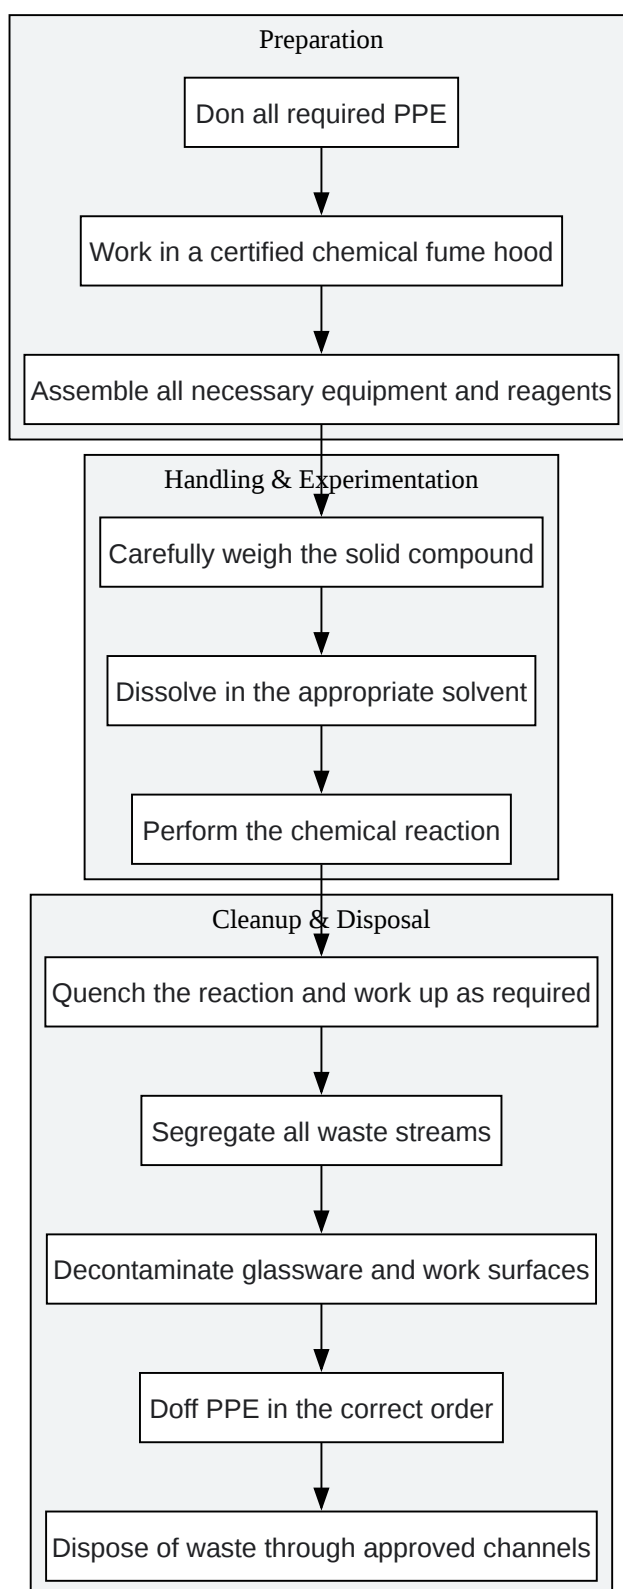 Preparation
Don all required PPE
Work in a certified chemical fume hood
Assemble all necessary equipment and reagents
Handling & Experimentation
Carefully weigh the solid compound
Dissolve in the appropriate solvent
Perform the chemical reaction
Cleanup & Disposal
Quench the reaction and work up as required
Segregate all waste streams
Decontaminate glassware and work surfaces
Doff PPE in the correct order
Dispose of waste through approved channels